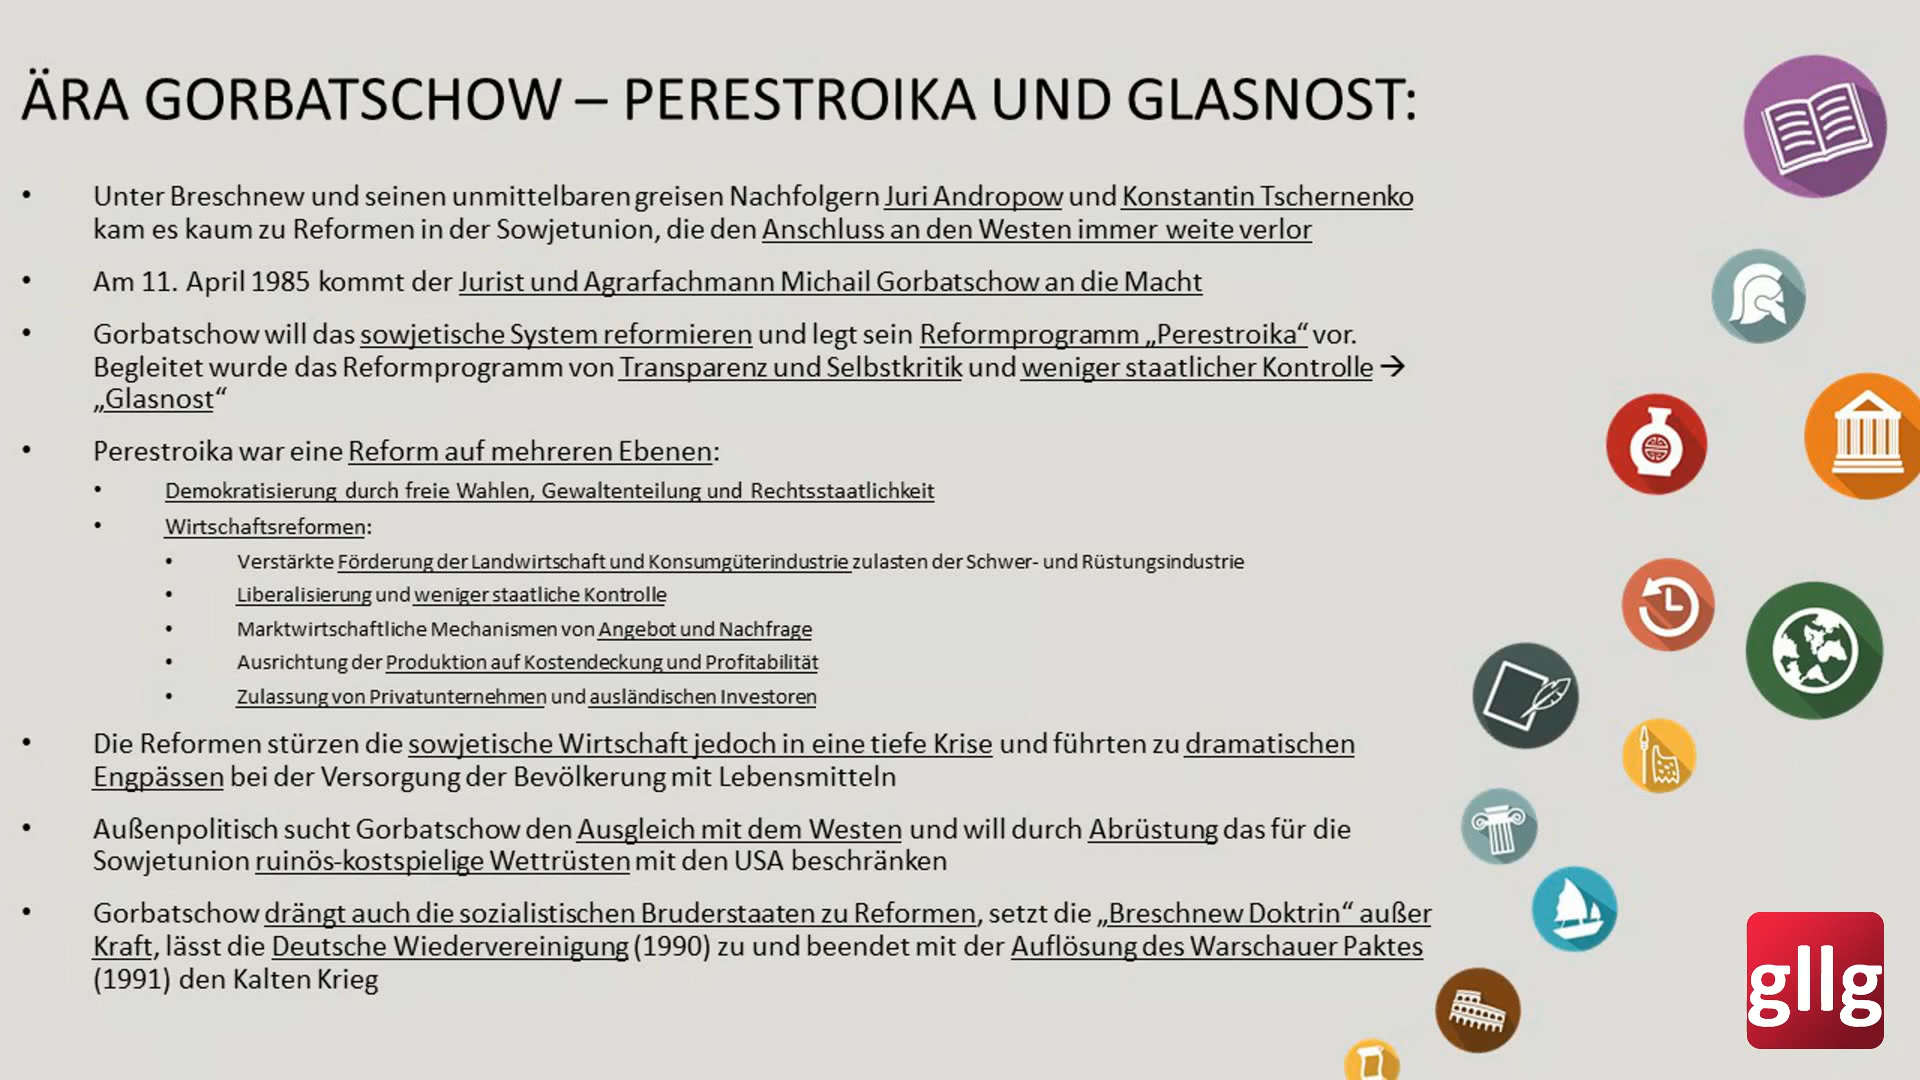 ÄRA GORBATSCHOW – PERESTROIKA UND GLASNOST:
• Unter Breschnew und seinen unmittelbaren greisen Nachfolgern Juri Andropow und Konstantin Tschernenko
kam es kaum zu Reformen in der Sowjetunion, die den Anschluss an den Westen immer weite verlor
• Am 11. April 1985 kommt der Jurist und Agrarfachmann Michail Gorbatschow an die Macht
• Gorbatschow will das sowjetische System reformieren und legt sein Reformprogramm „Perestroika“ vor.
Begleitet wurde das Reformprogramm von Transparenz und Selbstkritik und weniger staatlicher Kontrolle →
„Glasnost“
• Perestroika war eine Reform auf mehreren Ebenen:
• Demokratisierung durch freie Wahlen, Gewaltenteilung und Rechtsstaatlichkeit
• Wirtschaftsreformen:
• Verstärkte Förderung der Landwirtschaft und Konsumgüterindustrie zulasten der Schwer- und Rüstungsindustrie
• Liberalisierung und weniger staatliche Kontrolle
• Marktwirtschaftliche Mechanismen von Angebot und Nachfrage
• Ausrichtung der Produktion auf Kostendeckung und Profitabilität
• Zulassung von Privatunternehmen und ausländischen Investoren
• Die Reformen stürzen die sowjetische Wirtschaft jedoch in eine tiefe Krise und führten zu dramatischen
Engpässen bei der Versorgung der Bevölkerung mit Lebensmitteln
• Außenpolitisch sucht Gorbatschow den Ausgleich mit dem Westen und will durch Abrüstung das für die
Sowjetunion ruinös-kostspielige Wettrüsten mit den USA beschränken
• Gorbatschow drängt auch die sozialistischen Bruderstaaten zu Reformen, setzt die „Breschnew Doktrin“ außer
Kraft, lässt die Deutsche Wiedervereinigung (1990) zu und beendet mit der Auflösung des Warschauer Paktes
(1991) den Kalten Krieg
gllg